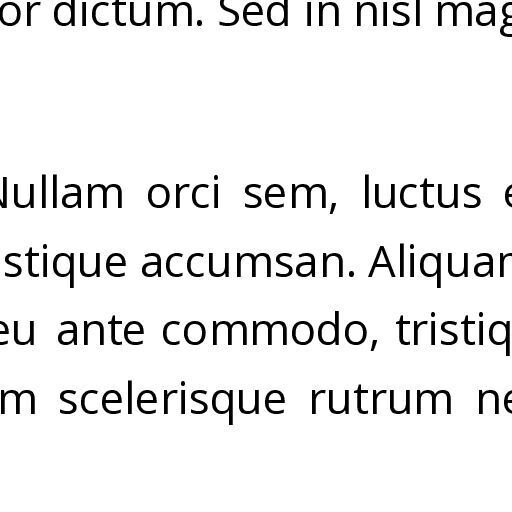 or dictum. Sed in nisl mag
Nullam orci sem, luctus e
stique accumsan. Aliquam
eu ante commodo, tristiq
m scelerisque rutrum ne